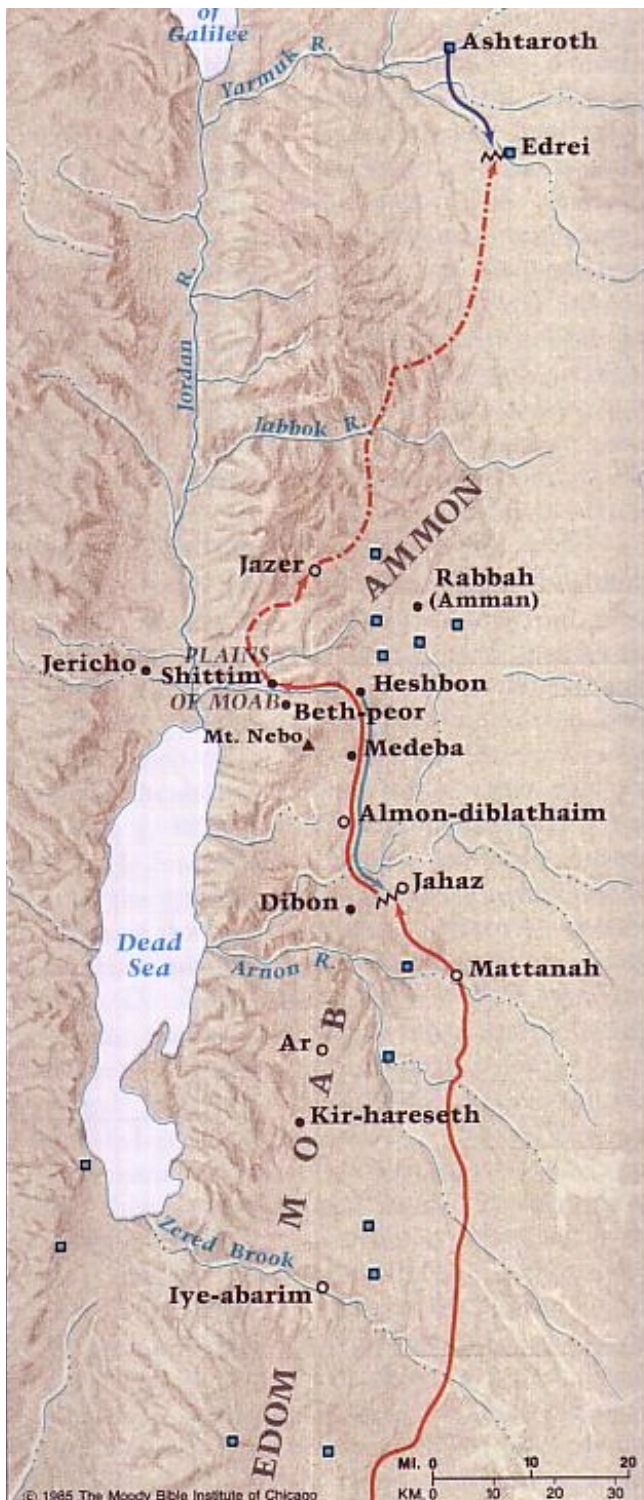 of
Galilee
Ashtaroth
Yarmuk R.
Edrei
Jordan R.
Jabbok R.
AMMON
Jazer
Rabbah
(Amman)
PLAINS
Jericho
Shittim
Heshbon
OF MOAB
Beth-peor
Mt. Nebo
Medeba
Almon-diblathaim
Jahaz
Dibon
Dead
Sea
Arnon R.
Mattanah
Ar
MOAB
Kir-hareseth
Zered Brook
Iye-abarim
EDOM
MI. 0 10 20
KM. 0 10 20 30
© 1985 The Moody Bible Institute of Chicago